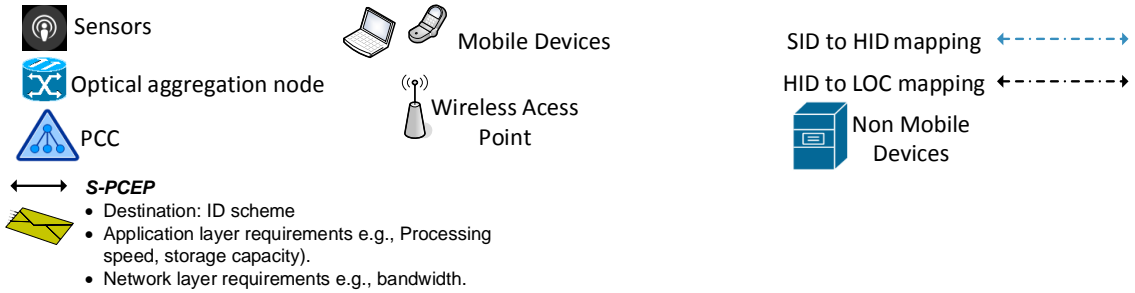 Sensors
Mobile Devices
SID to HID mapping
Optical aggregation node
HID to LOC mapping
Wireless Acess
Point
PCC
Non Mobile
Devices
S-PCEP
• Destination: ID scheme
• Application layer requirements e.g., Processing
speed, storage capacity).
• Network layer requirements e.g., bandwidth.